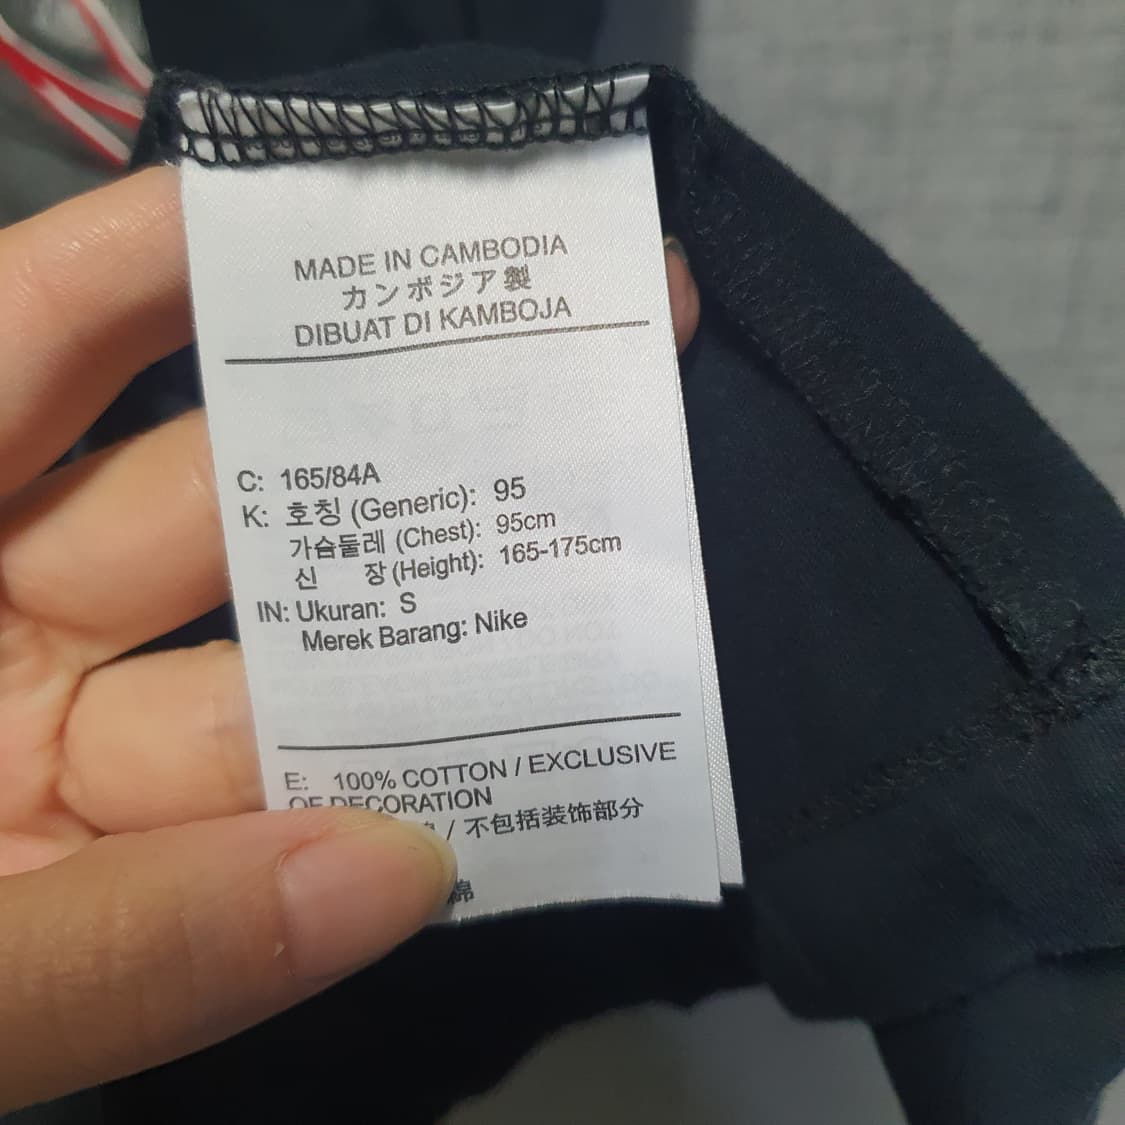 MADE IN CAMBODIA
カンボジア製
DIBUAT DI KAMBOJA
C: 165/84A
K: 호칭 (Generic): 95
가슴둘레 (Chest): 95cm
신 장 (Height): 165-175cm
IN: Ukuran: S
Merek Barang: Nike
E: 100% COTTON / EXCLUSIVE
OF DECORATION
/ 不包括装饰部分
綿